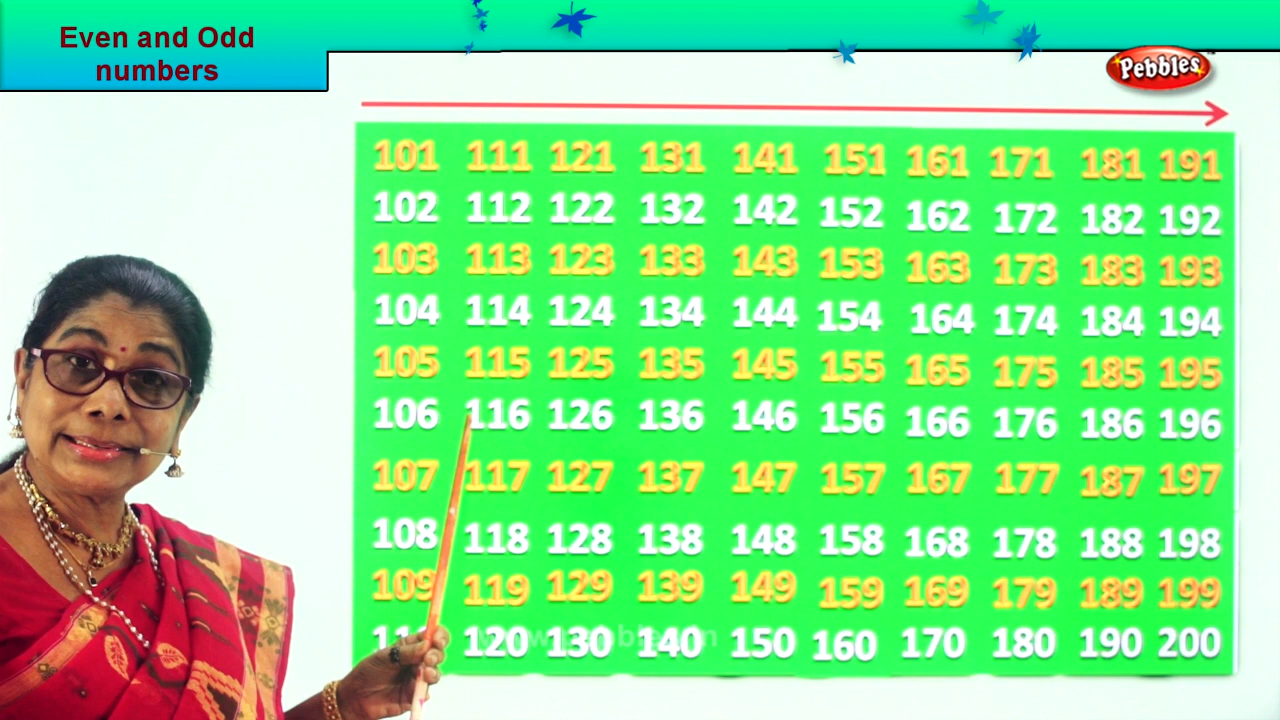 Even and Odd
numbers
Pebbles
101 111 121 131 141 151 161 171 181 191
102 112 122 132 142 152 162 172 182 192
103 113 123 133 143 153 163 173 183 193
104 114 124 134 144 154 164 174 184 194
105 115 125 135 145 155 165 175 185 195
106 116 126 136 146 156 166 176 186 196
107 117 127 137 147 157 167 177 187 197
108 118 128 138 148 158 168 178 188 198
109 119 129 139 149 159 169 179 189 199
120 130 140 150 160 170 180 190 200